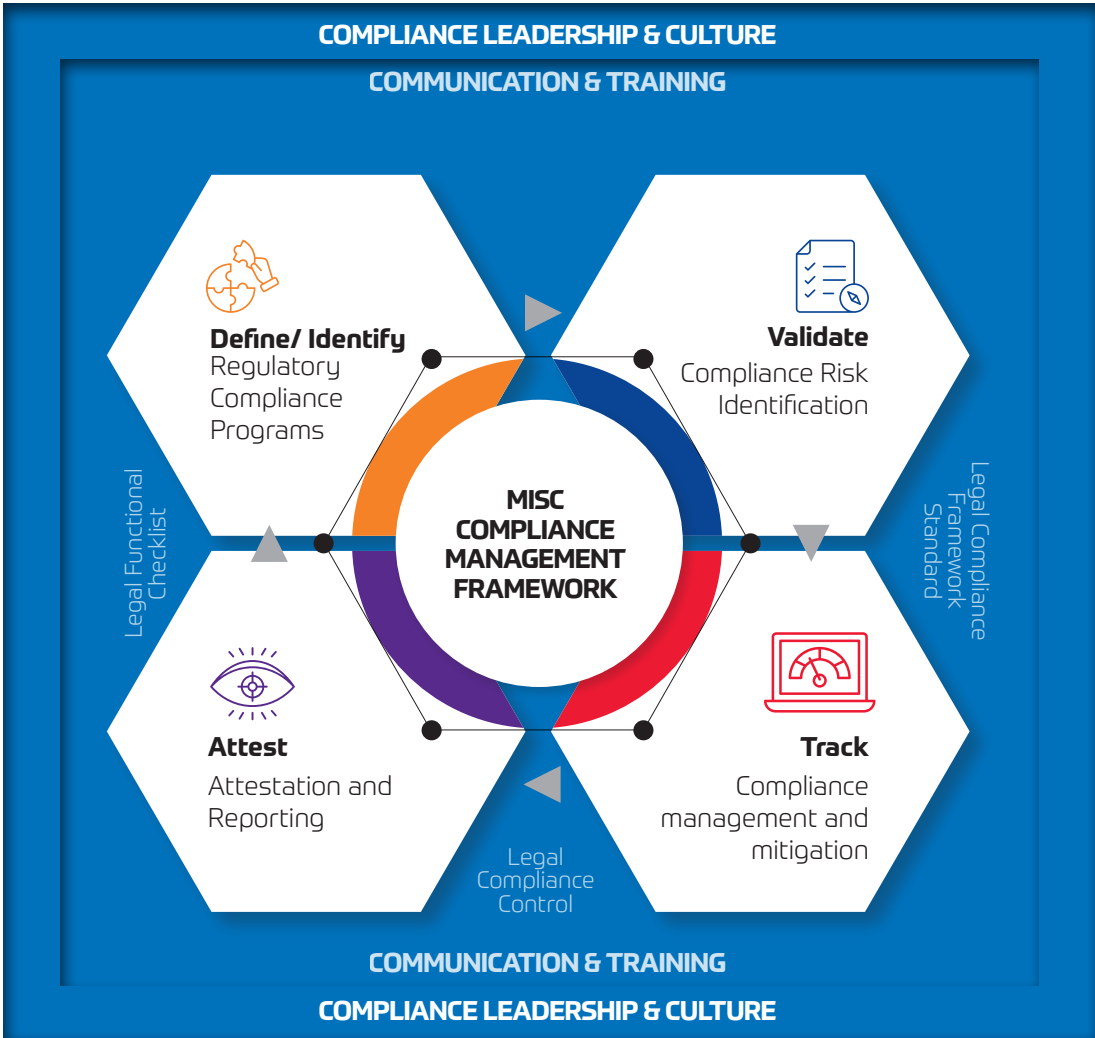 COMPLIANCE LEADERSHIP & CULTURE
COMMUNICATION & TRAINING
Define/ Identify
Regulatory
Compliance
Programs
Validate
Compliance Risk
Identification
MISC
COMPLIANCE
MANAGEMENT
FRAMEWORK
Legal Functional
Checklist
Legal Compliance
Framework
Standard
Attest
Attestation and
Reporting
Track
Compliance
management and
mitigation
Legal
Compliance
Control
COMMUNICATION & TRAINING
COMPLIANCE LEADERSHIP & CULTURE